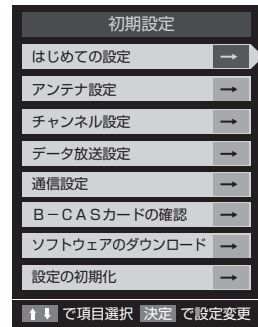 初期設定
はじめての設定 →
アンテナ設定 →
チャンネル設定 →
データ放送設定 →
通信設定 →
Ｂ－ＣＡＳカードの確認 →
ソフトウェアのダウンロード →
設定の初期化 →
⬆⬇ で項目選択 決定 で設定変更